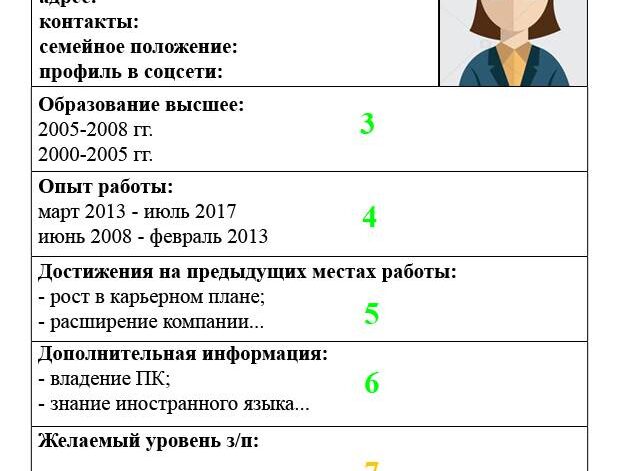 адрес:
контакты:
семейное положение:
профиль в соцсети:
Образование высшее:
2005-2008 гг.
3
2000-2005 гг.
Опыт работы:
март 2013 - июль 2017
4
июнь 2008 - февраль 2013
Достижения на предыдущих местах работы:
- рост в карьерном плане;
- расширение компании...
5
Дополнительная информация:
- владение ПК;
6
- знание иностранного языка...
Желаемый уровень з/п:
7